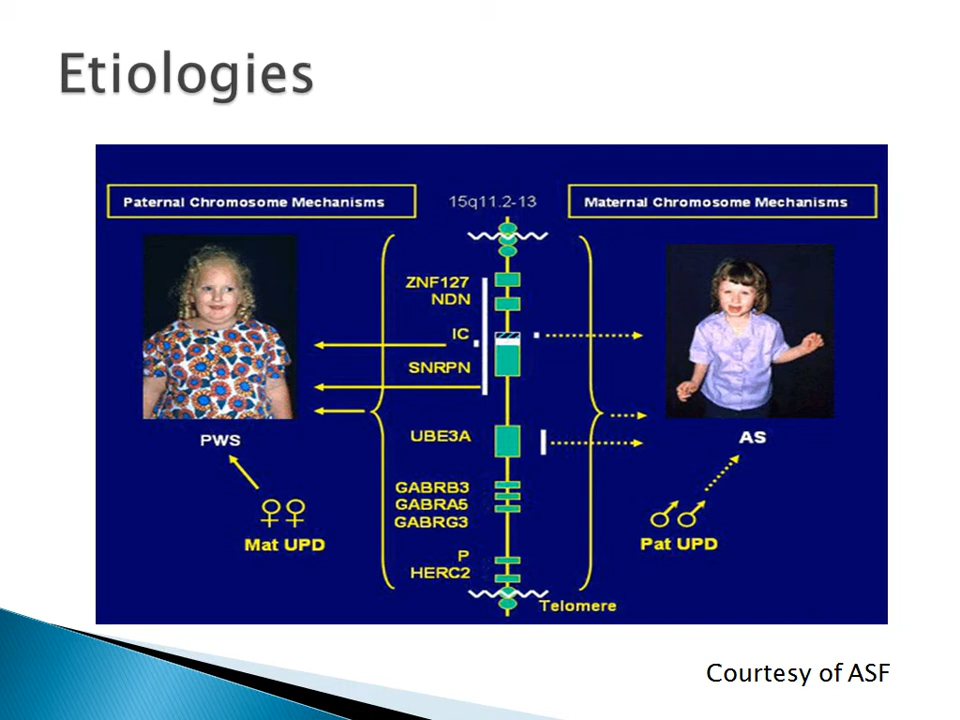 Etiologies
Paternal Chromosome Mechanisms
15q11.2-13
Maternal Chromosome Mechanisms
ZNF127
NDN
IC
SNRPN
UBE3A
PWS
AS
GABRB3
GABRA5
GABRG3
Mat UPD
Pat UPD
P
HERC2
Telomere
Courtesy of ASF